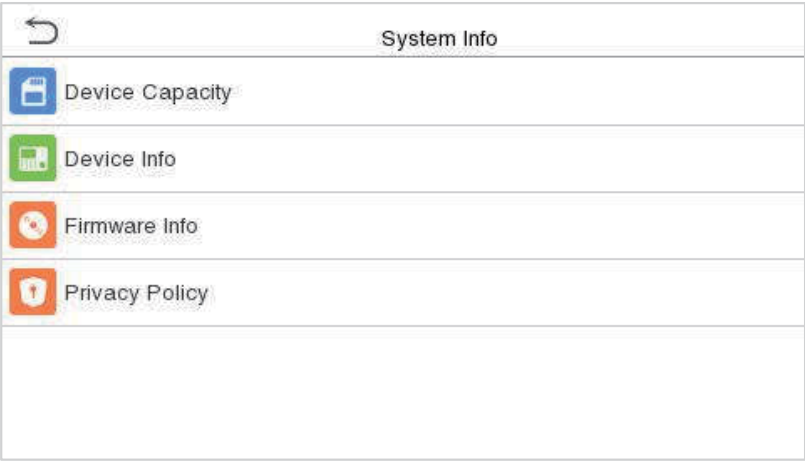 System Info
Device Capacity
Device Info
Firmware Info
Privacy Policy